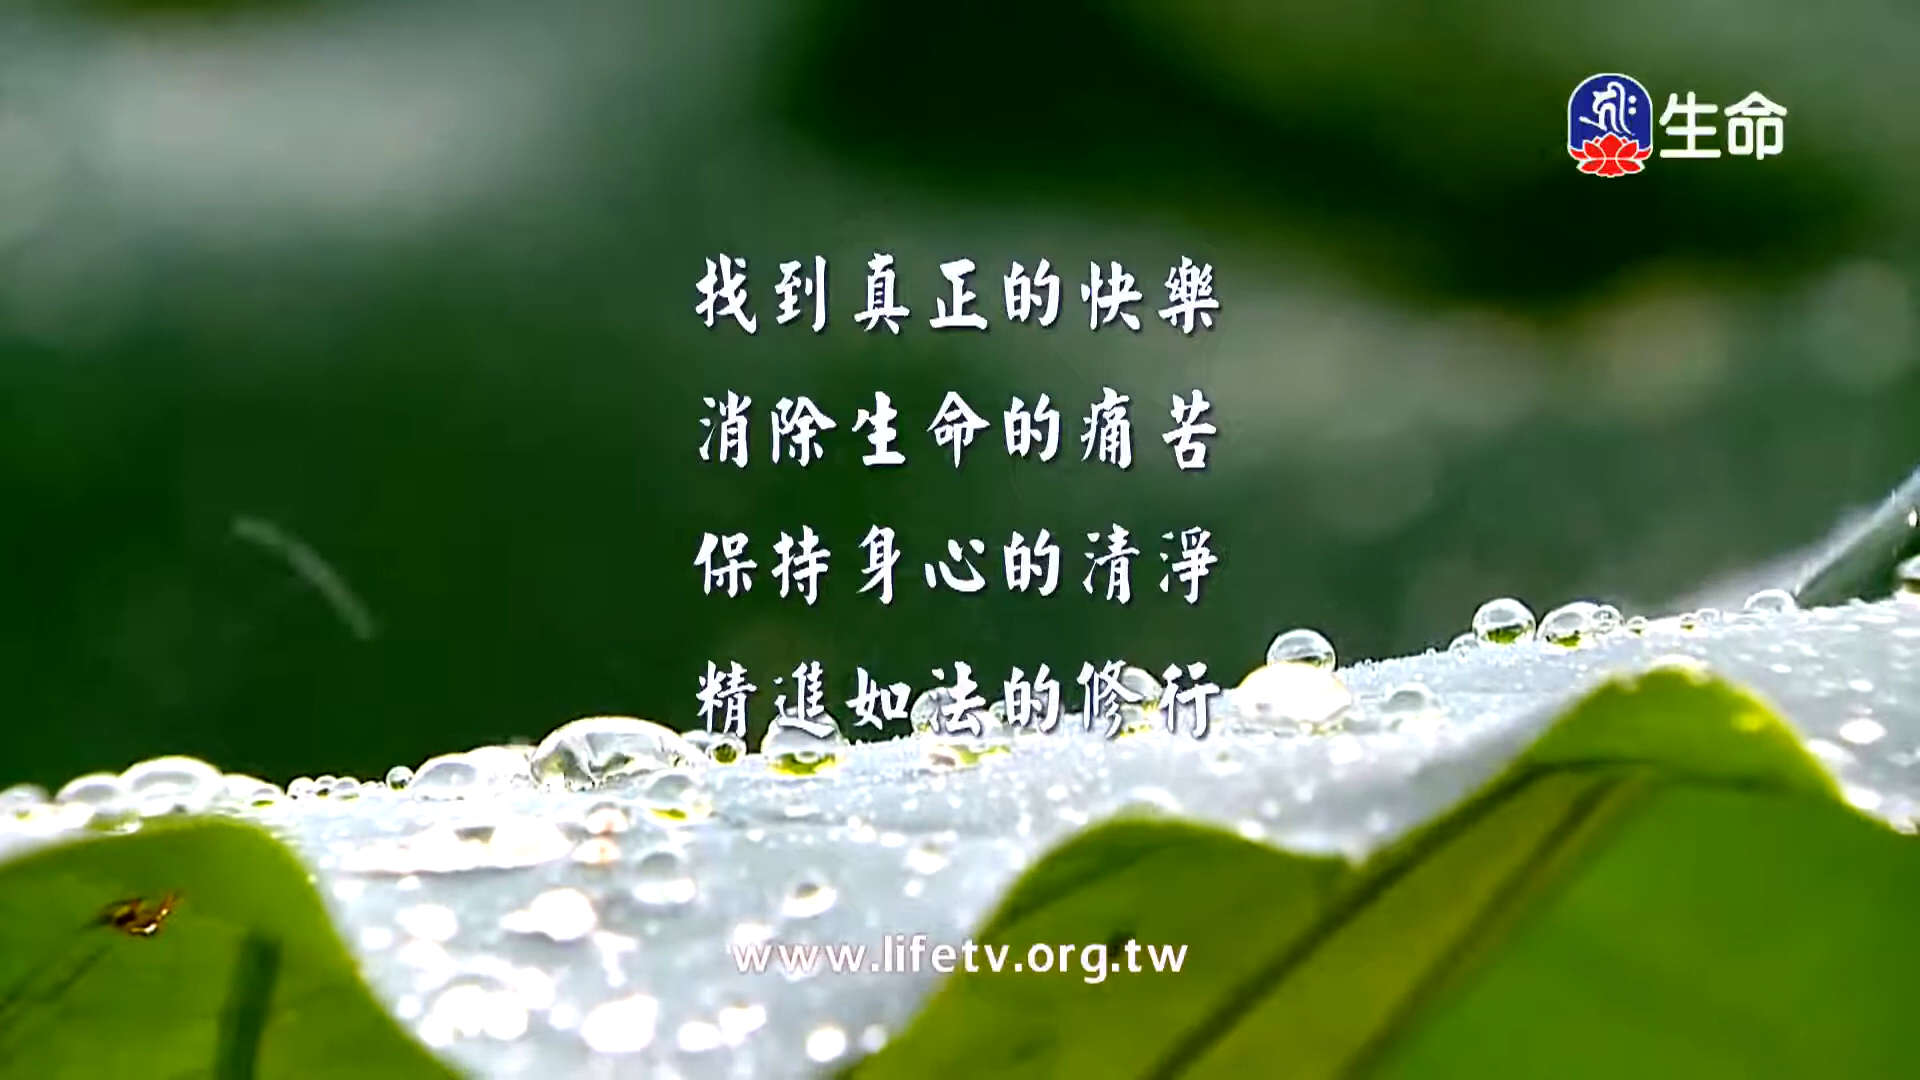 生命
找到真正的快樂
消除生命的痛苦
保持身心的清淨
精進如法的修行
www.lifetv.org.tw